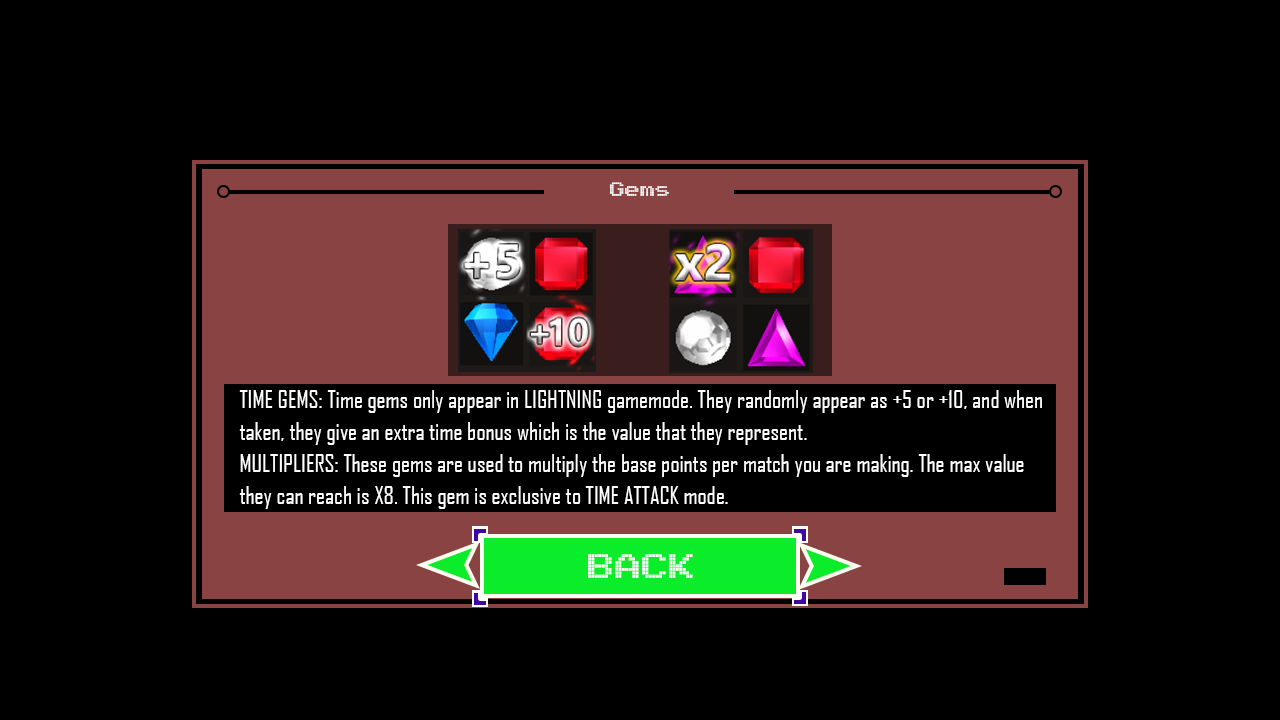 Gems
+5
x2
+10
TIME GEMS: Time gems only appear in LIGHTNING gamemode. They randomly appear as +5 or +10, and when
taken, they give an extra time bonus which is the value that they represent.
MULTIPLIERS: These gems are used to multiply the base points per match you are making. The max value
they can reach is X8. This gem is exclusive to TIME ATTACK mode.
BACK